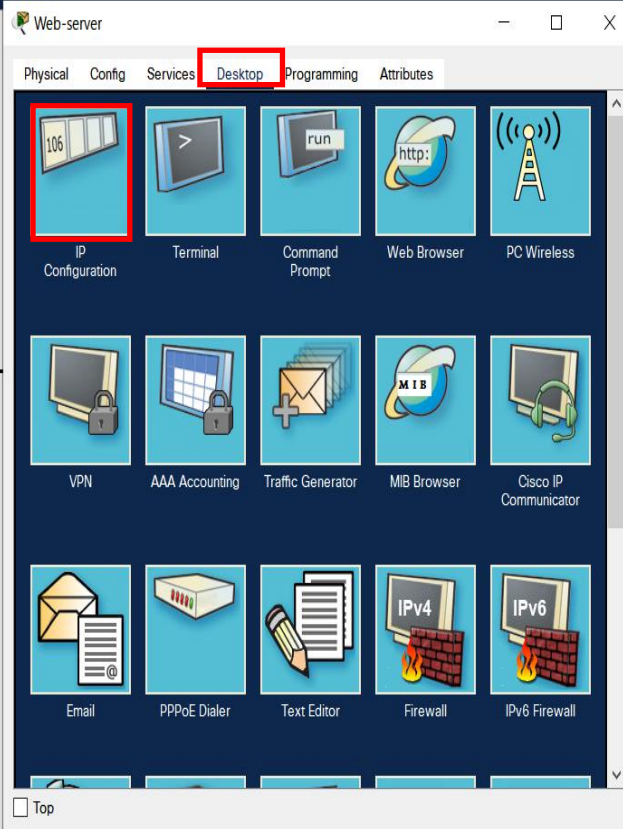 Web-server
Physical Config Services Desktop Programming Attributes
106
>
run
http:
IP
Configuration
Terminal
Command
Prompt
Web Browser
PC Wireless
MIB
VPN
AAA Accounting
Traffic Generator
MIB Browser
Cisco IP
Communicator
@
IPv4
IPv6
Email
PPPoE Dialer
Text Editor
Firewall
IPv6 Firewall
Top